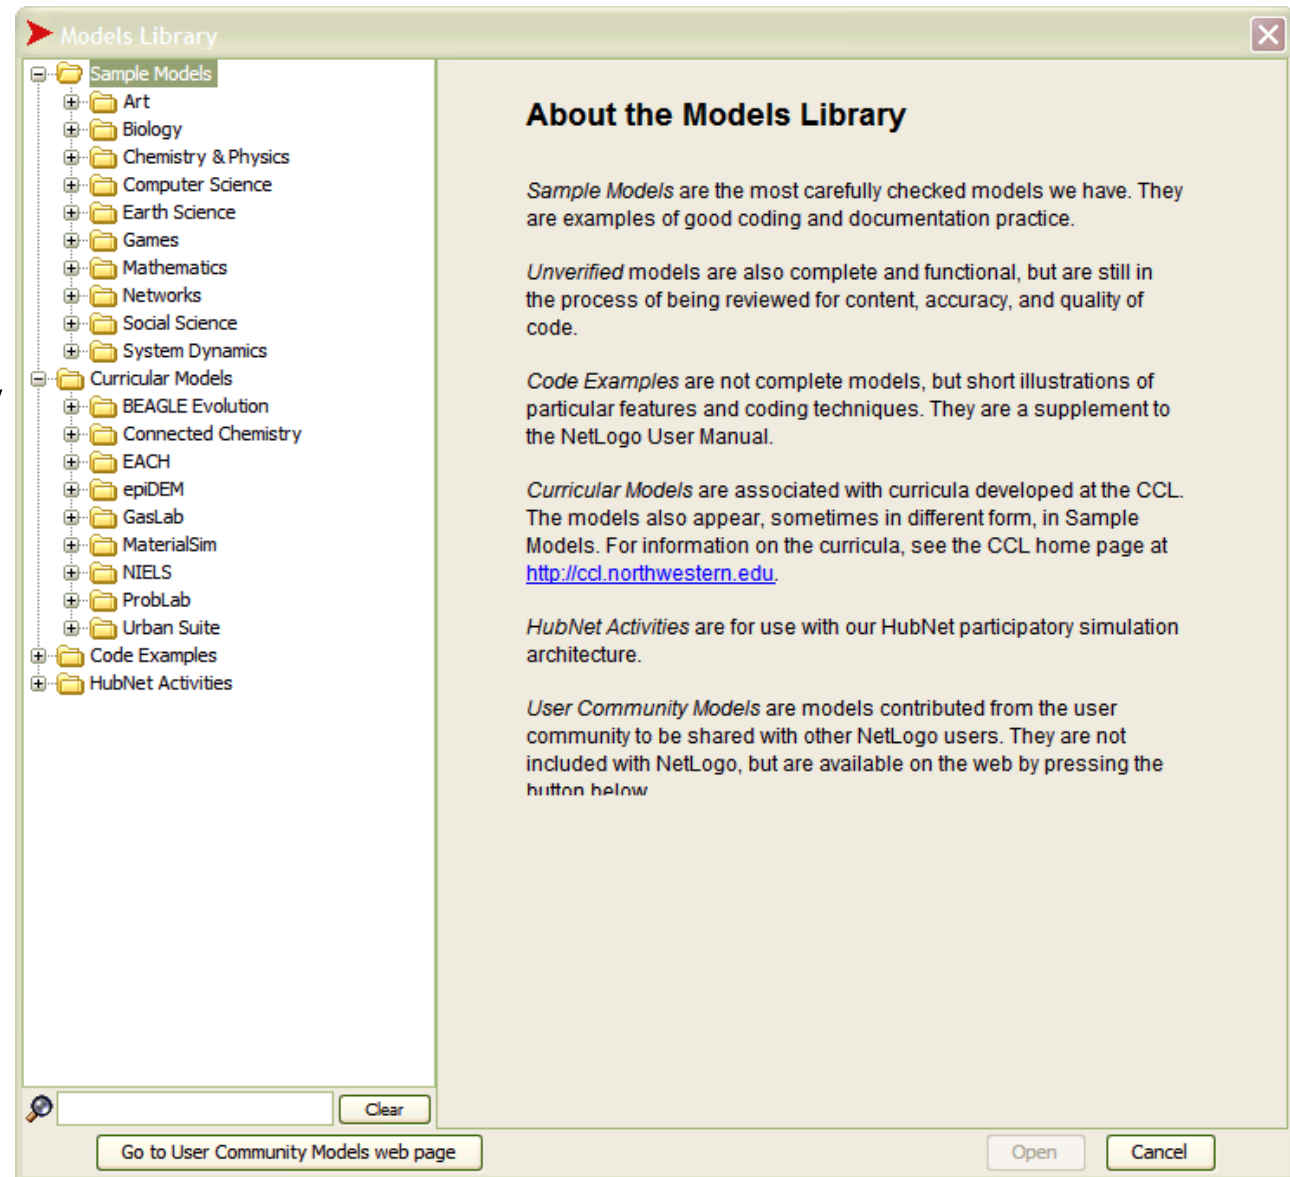 Models Library
Sample Models
Art
Biology
Chemistry & Physics
Computer Science
Earth Science
Games
Mathematics
Networks
Social Science
System Dynamics
Curricular Models
BEAGLE Evolution
Connected Chemistry
EACH
epiDEM
GasLab
MaterialSim
NIELS
ProbLab
Urban Suite
Code Examples
HubNet Activities
About the Models Library
Sample Models are the most carefully checked models we have. They
are examples of good coding and documentation practice.
Unverified models are also complete and functional, but are still in
the process of being reviewed for content, accuracy, and quality of
code.
Code Examples are not complete models, but short illustrations of
particular features and coding techniques. They are a supplement to
the NetLogo User Manual.
Curricular Models are associated with curricula developed at the CCL.
The models also appear, sometimes in different form, in Sample
Models. For information on the curricula, see the CCL home page at
http://ccl.northwestern.edu.
HubNet Activities are for use with our HubNet participatory simulation
architecture.
User Community Models are models contributed from the user
community to be shared with other NetLogo users. They are not
included with NetLogo, but are available on the web by pressing the
button below
Clear
Go to User Community Models web page
Open
Cancel